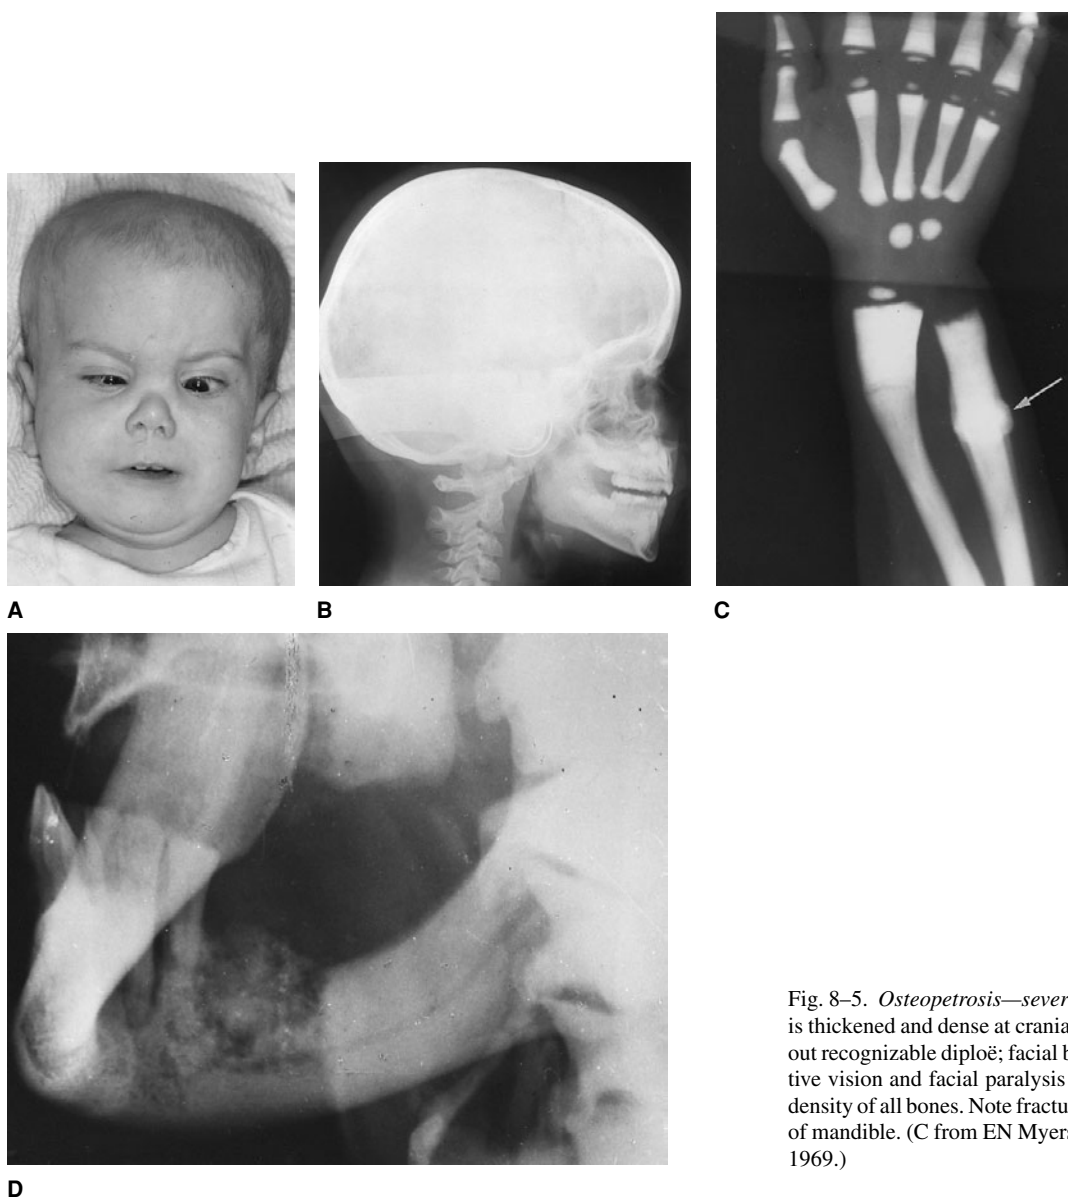 A
B
C
D
Fig. 8–5. Osteopetrosis—sever
is thickened and dense at crania
out recognizable diploë; facial b
tive vision and facial paralysis
density of all bones. Note fractu
of mandible. (C from EN Myers
1969.)